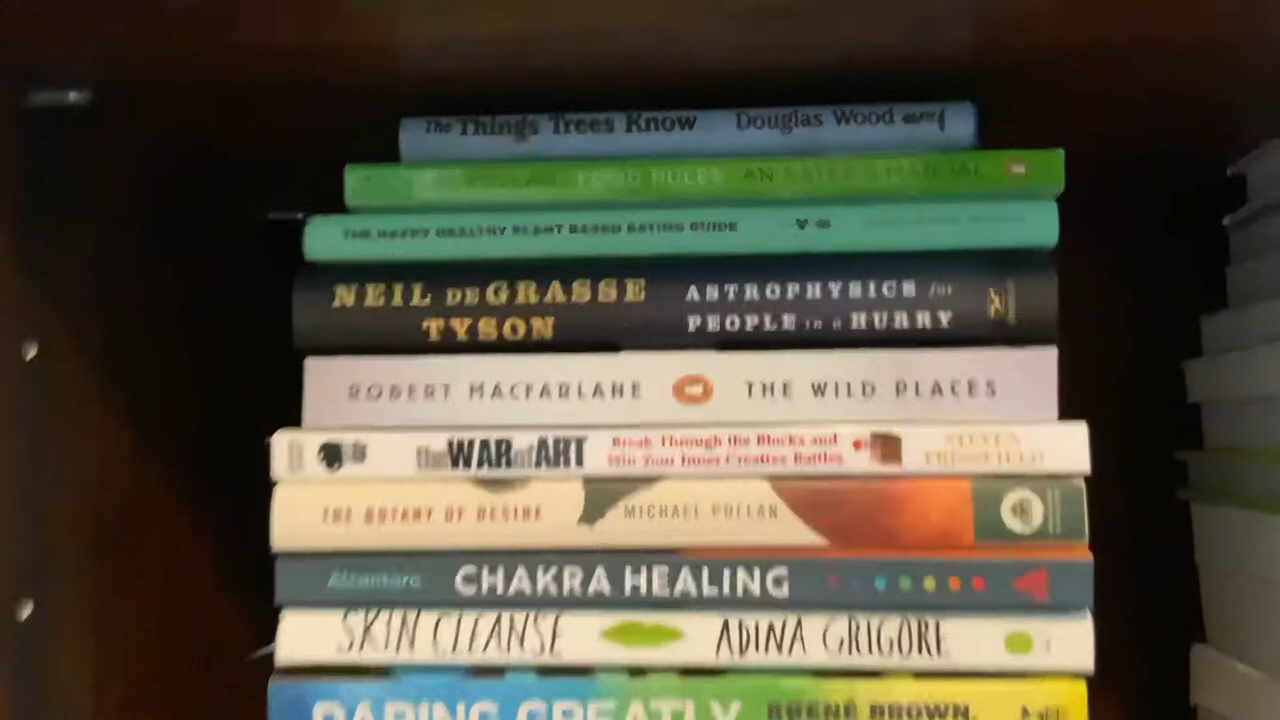 The Things Trees Know Douglas Wood
FOOD RULES AN EATER'S MANUAL
THE HAPPY HEALTHY PLANT BASED EATING GUIDE
NEIL DEGRASSE TYSON ASTROPHYSICS for PEOPLE in a HURRY
ROBERT MACFARLANE THE WILD PLACES
the WAR of ART Break Through the Blocks and Win Your Inner Creative Battles STEVEN PRESSFIELD
THE BOTANY OF DESIRE MICHAEL POLLAN
Alcantara CHAKRA HEALING
SKIN CLEANSE ADINA GRIGORE
DARING GREATLY BRENÉ BROWN,